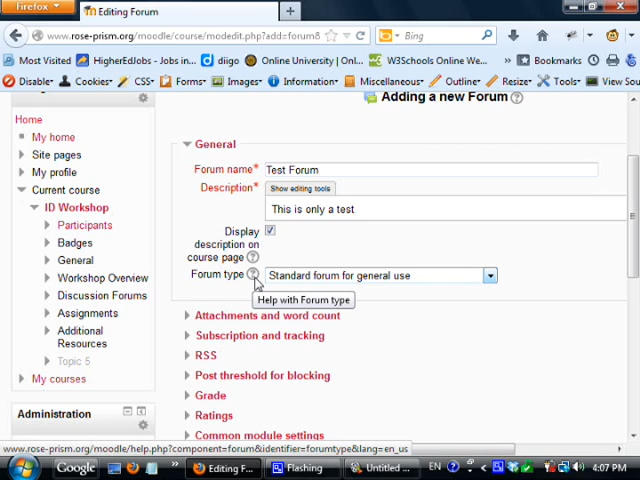 Firefox
Editing Forum
+
www.rose-prism.org/moodle/course/modedit.php?add=forum&
Bing
Most Visited
HigherEdJobs - Jobs in...
diigo
Online University | Onl...
W3Schools Online We...
»
Bookmarks
Disable
Cookies
CSS
Forms
Images
Information
Miscellaneous
Outline
Resize
Tools
View Sou
Adding a new Forum
Home
My home
Site pages
My profile
Current course
ID Workshop
Participants
Badges
General
Workshop Overview
Discussion Forums
Assignments
Additional
Resources
Topic 5
My courses
Administration
General
Forum name*
Test Forum
Description*
Show editing tools
This is only a test
Display
description on
course page
Forum type
Standard forum for general use
Help with Forum type
Attachments and word count
Subscription and tracking
RSS
Post threshold for blocking
Grade
Ratings
Common module settings
www.rose-prism.org/moodle/help.php?component=forum&identifier=forumtype&lang=en_us
Google
»
Editing F...
Flashing
Untitled ...
EN
4:07 PM